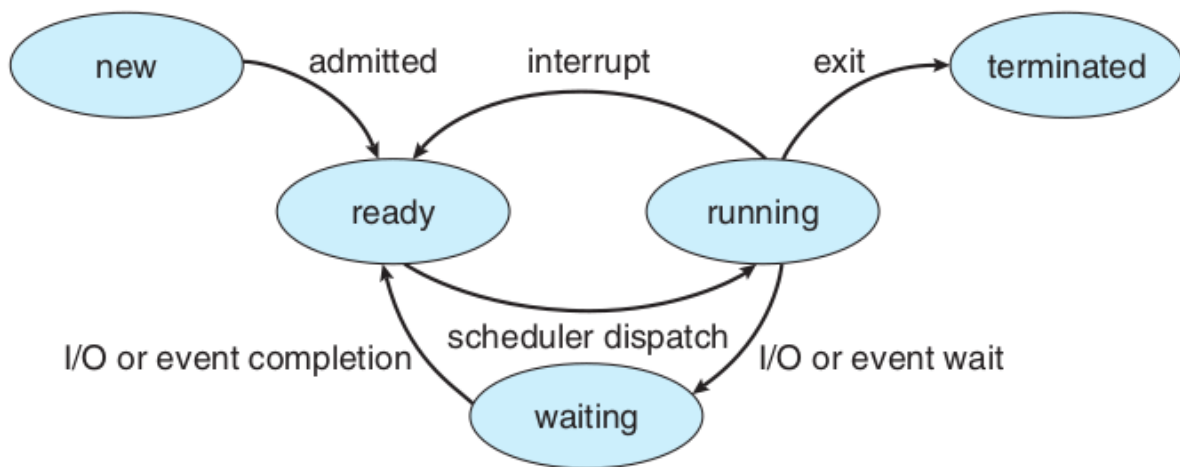 new
admitted
interrupt
exit
terminated
ready
running
scheduler dispatch
I/O or event completion
I/O or event wait
waiting